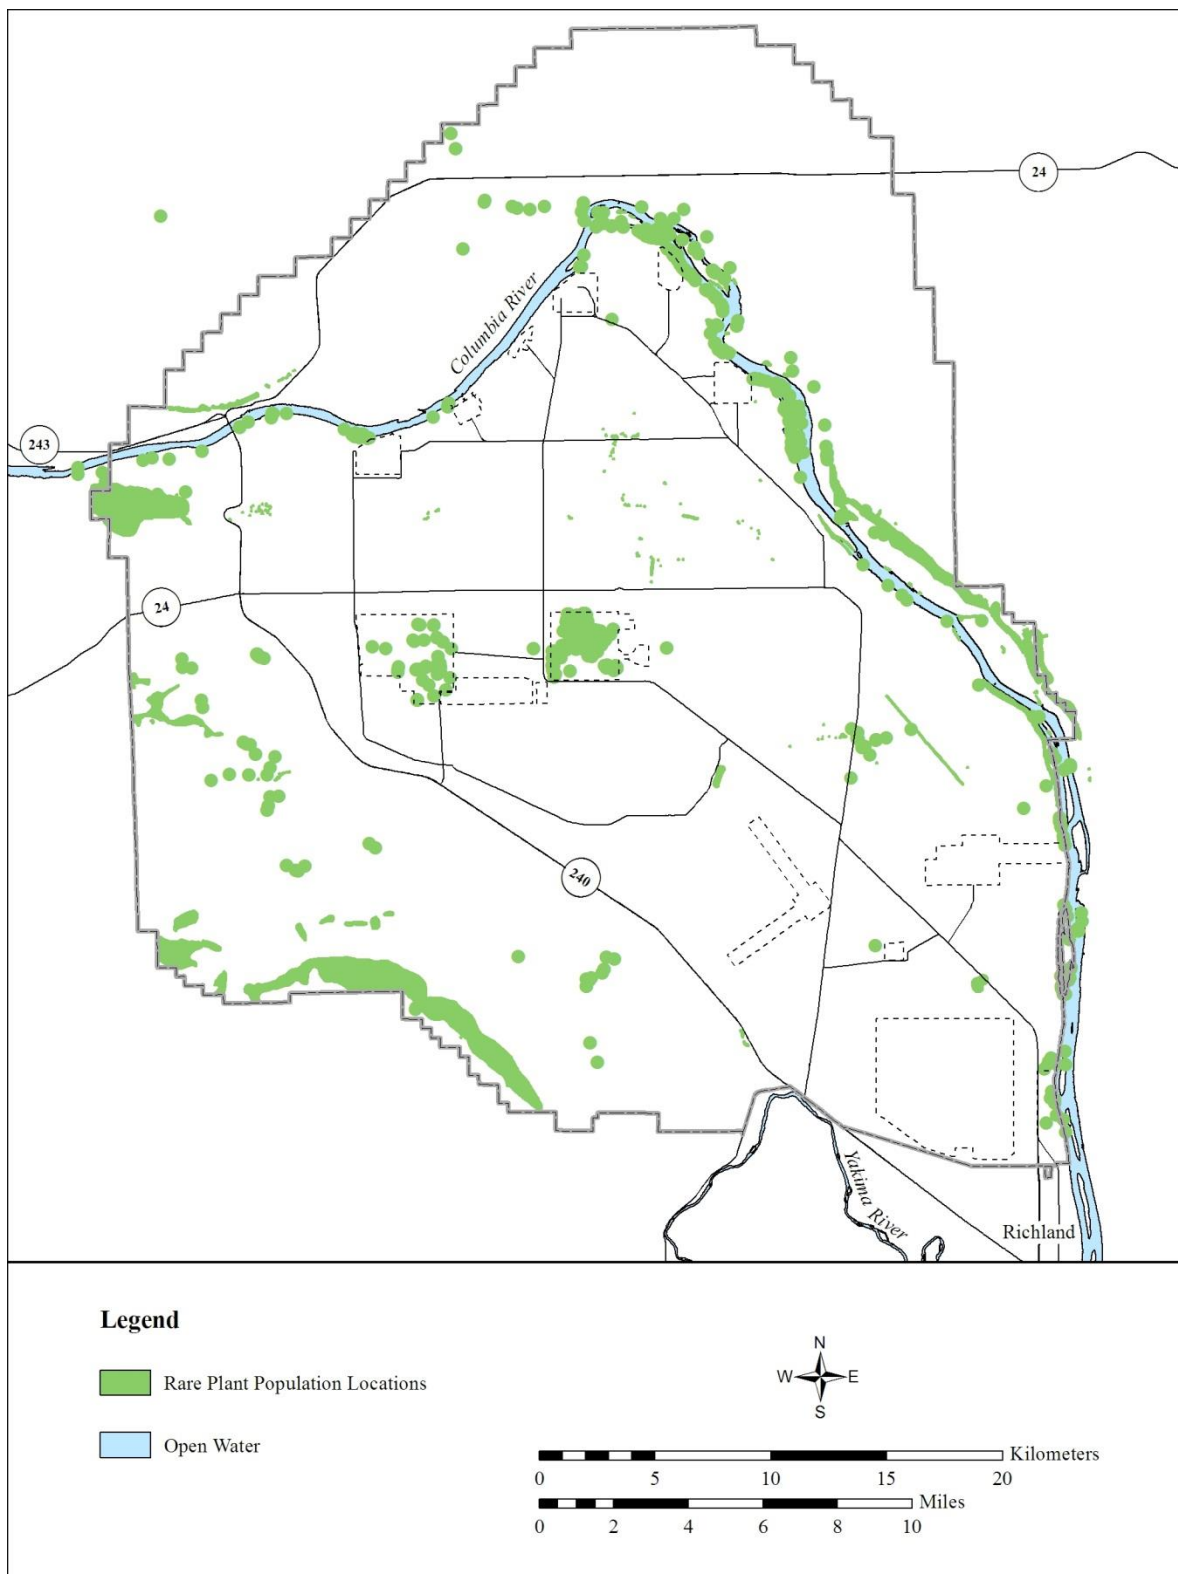 24
Columbia River
243
24
240
Yakima River
Richland
Legend
Rare Plant Population Locations
Open Water
N
W E
S
Kilometers
0 5 10 15 20
Miles
0 2 4 6 8 10